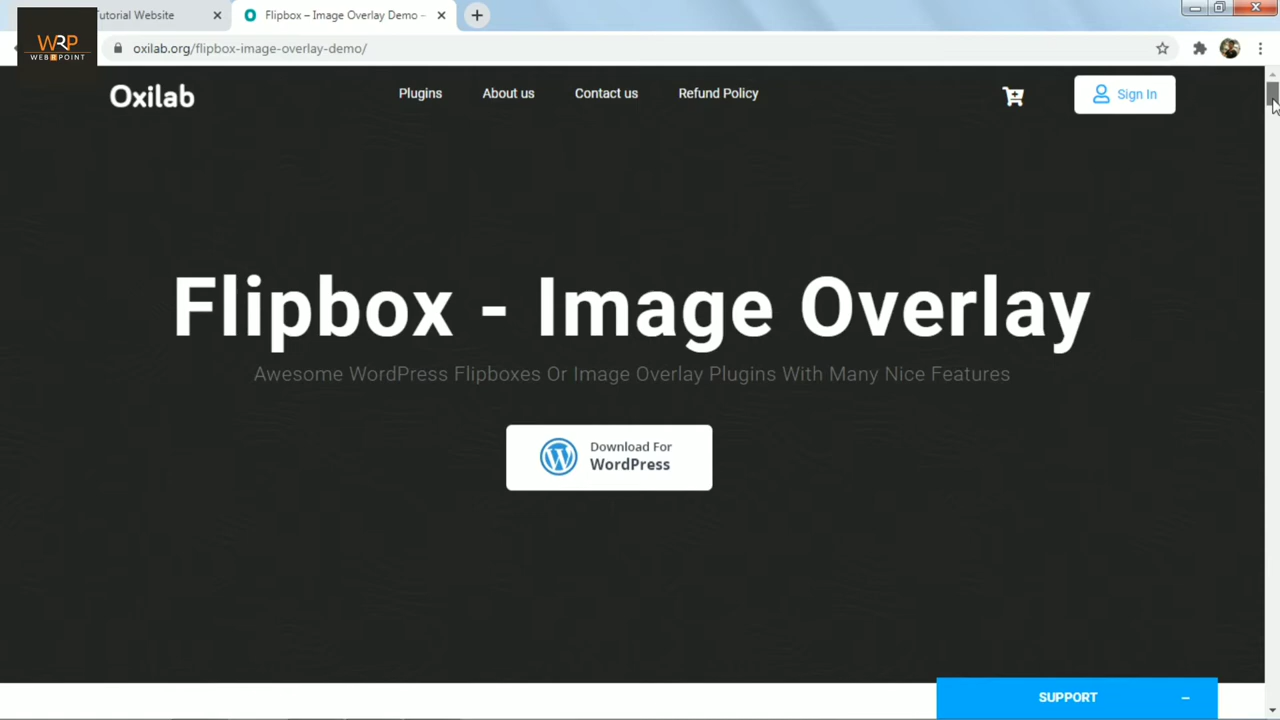 Tutorial Website
Flipbox – Image Overlay Demo –
WRP
WEB R POINT
oxilab.org/flipbox-image-overlay-demo/
Oxilab
Plugins
About us
Contact us
Refund Policy
Sign In
Flipbox - Image Overlay
Awesome WordPress Flipboxes Or Image Overlay Plugins With Many Nice Features
Download For
WordPress
SUPPORT